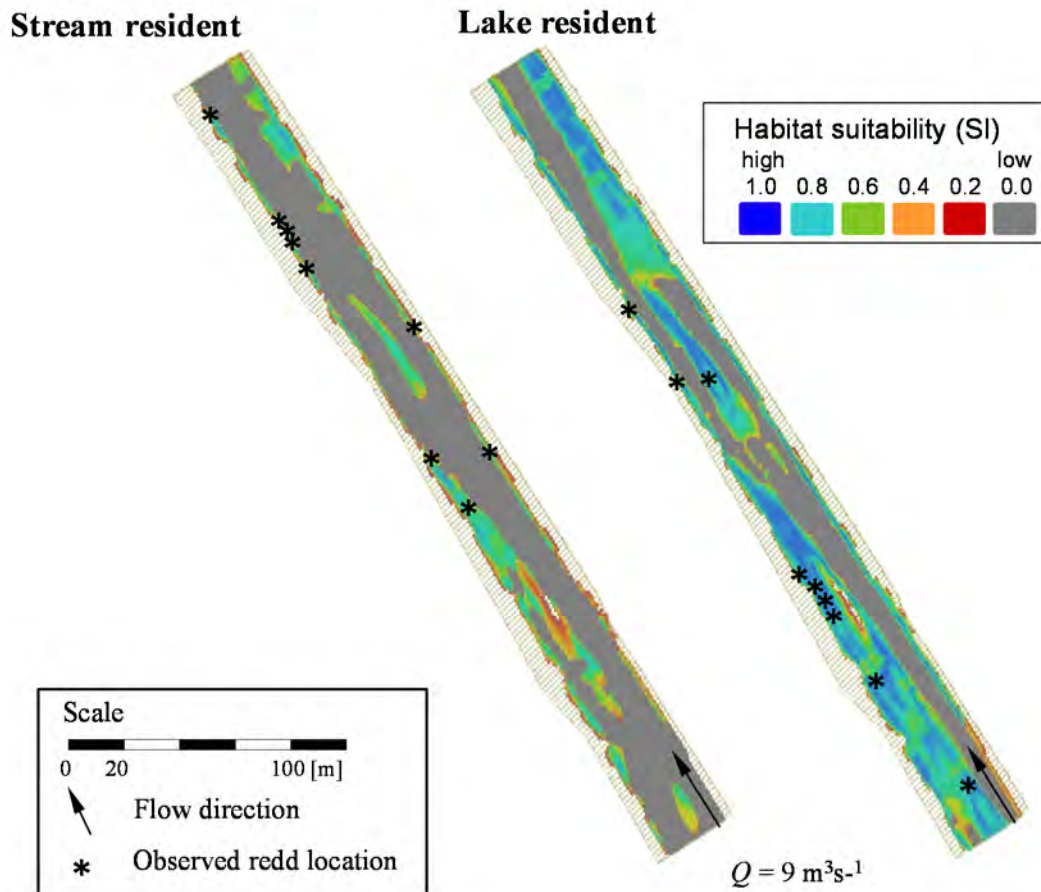 Stream resident
Lake resident
Habitat suitability (SI)
high low
1.0 0.8 0.6 0.4 0.2 0.0
Scale
0 20 100 [m]
Flow direction
* Observed redd location
Q = 9 m³s-¹